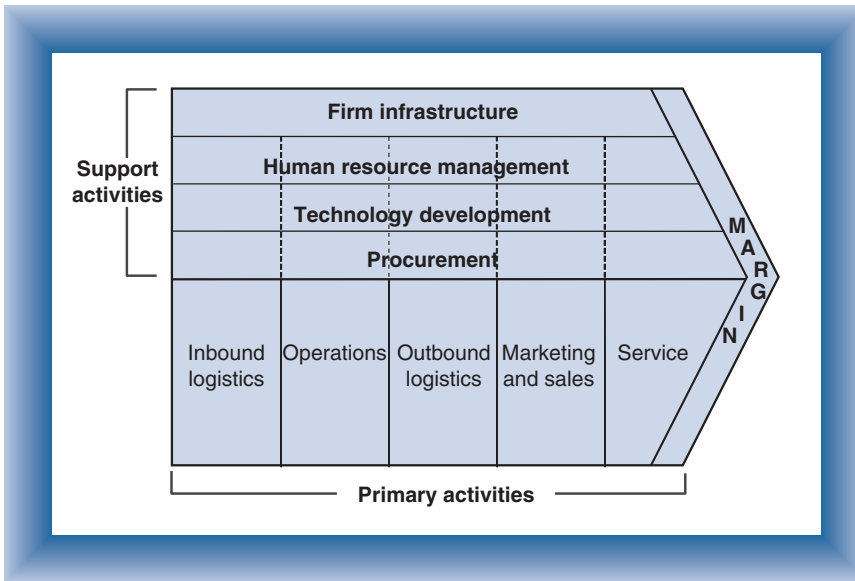 Firm infrastructure
Support
activities
Human resource management
Technology development
Procurement
MARGIN
Inbound
logistics
Operations
Outbound
logistics
Marketing
and sales
Service
Primary activities